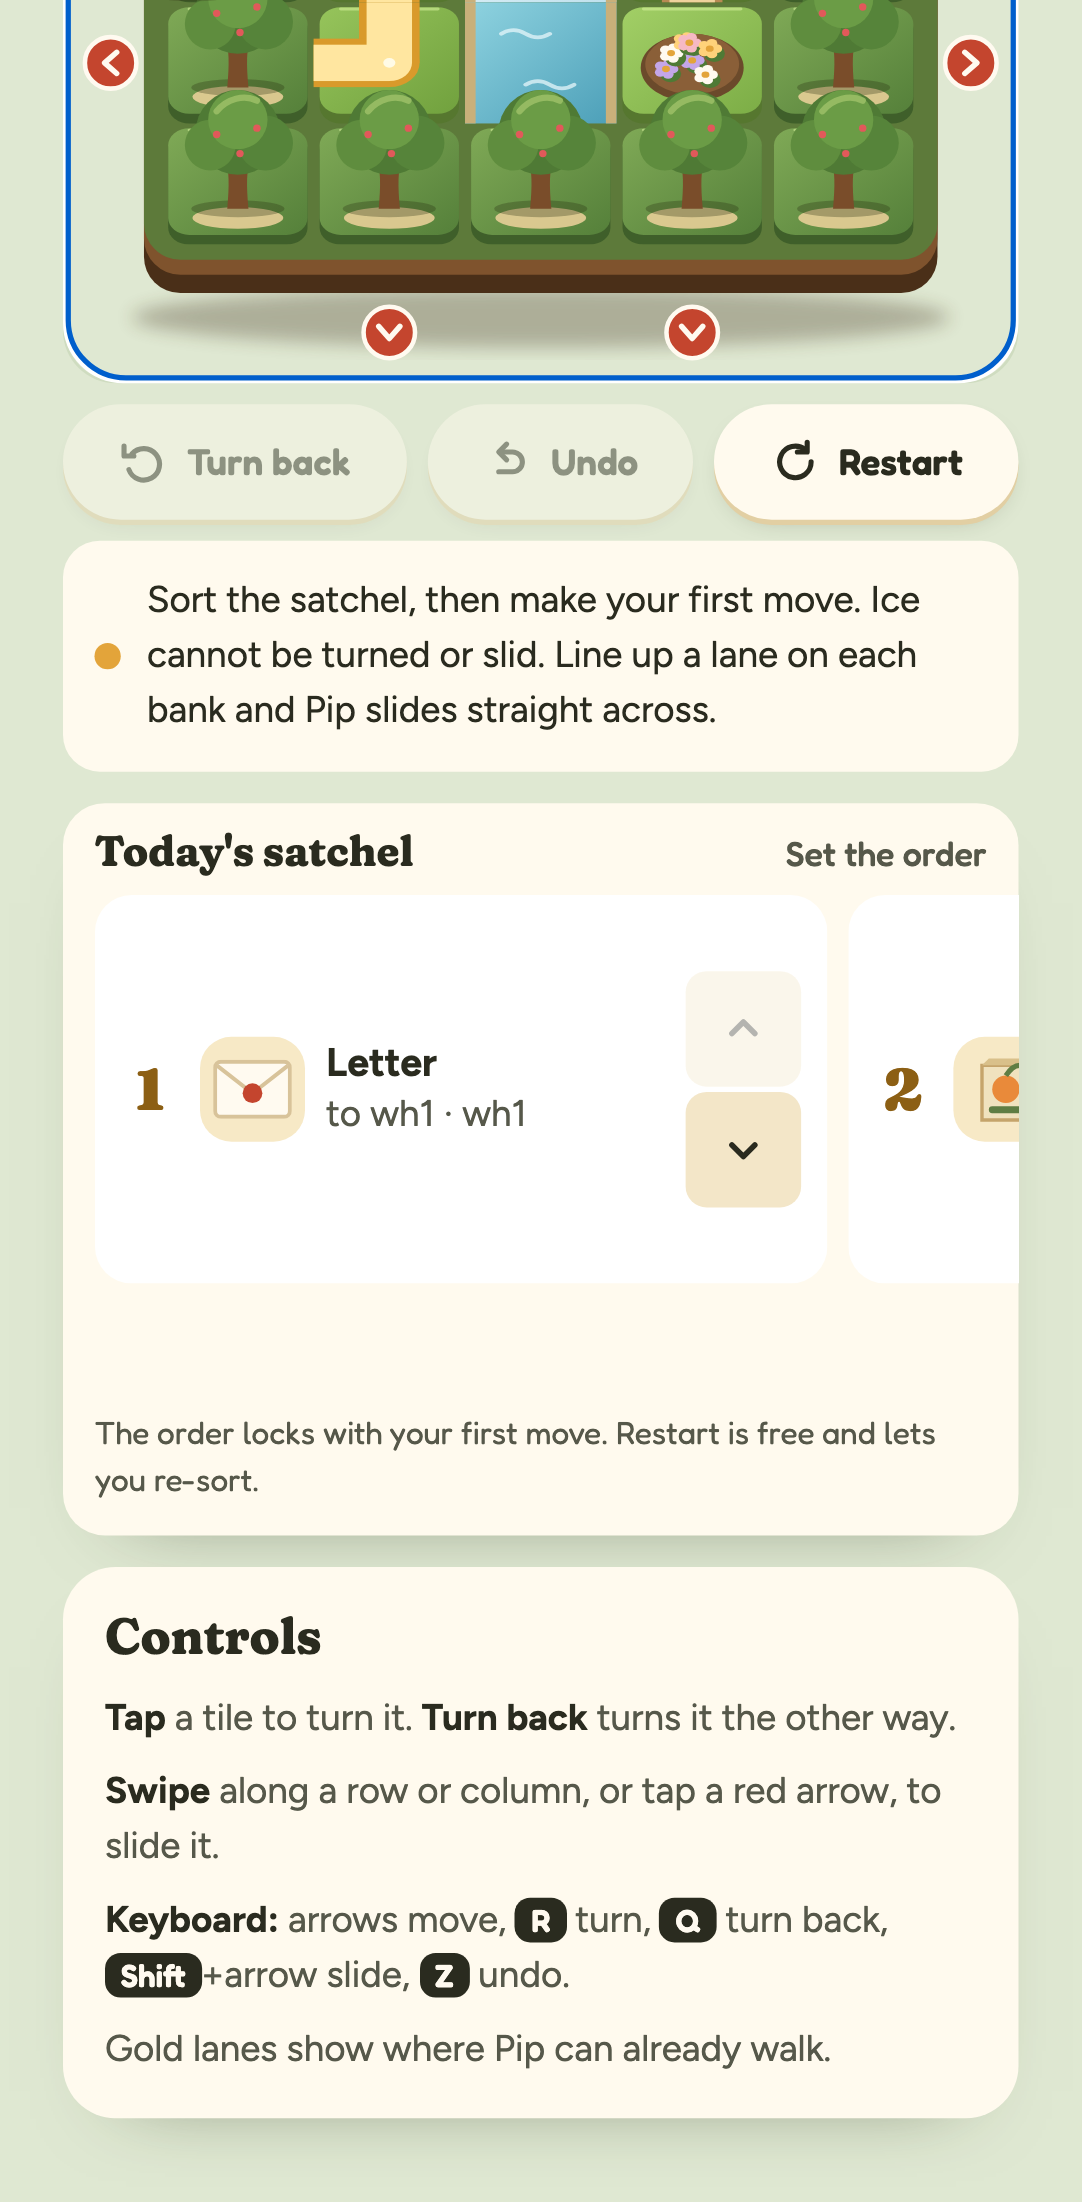 Turn back
Undo
Restart
Sort the satchel, then make your first move. Ice
cannot be turned or slid. Line up a lane on each
bank and Pip slides straight across.
Today's satchel
Set the order
1
Letter
to wh1 · wh1
2
The order locks with your first move. Restart is free and lets
you re-sort.
Controls
Tap a tile to turn it. Turn back turns it the other way.
Swipe along a row or column, or tap a red arrow, to
slide it.
Keyboard: arrows move, R turn, Q turn back,
Shift+arrow slide, Z undo.
Gold lanes show where Pip can already walk.